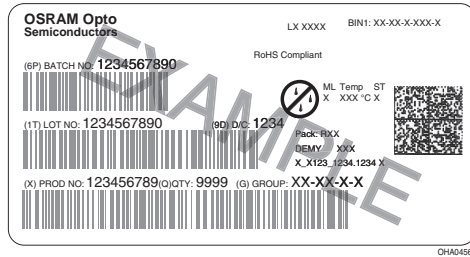 OSRAM Opto
Semiconductors
LX XXXX
BIN1: XX-XX-X-XXX-X
RoHS Compliant
(6P) BATCH NO: 1234567890
ML Temp ST
X XXX °C X
(1T) LOT NO: 1234567890
(9D) D/C: 1234
Pack: RXX
DEMY XXX
X_X123_1234.1234 X
(X) PROD NO: 123456789(Q)QTY: 9999 (G) GROUP: XX-XX-X-X
EXAMPLE
OHA0456